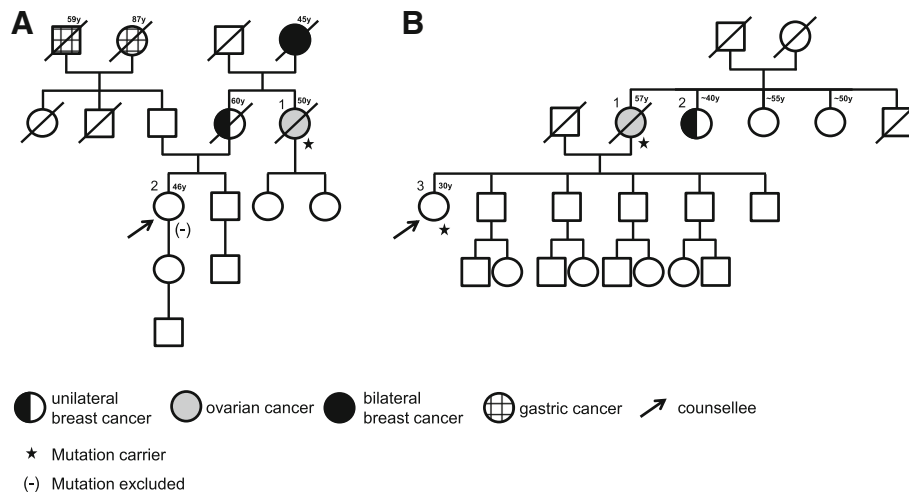 A
B
59y
87y
45y
60y
1
50y
1
57y
2
~40y
~55y
~50y
2
46y
(-)
3
30y
unilateral
breast cancer
ovarian cancer
bilateral
breast cancer
gastric cancer
counsellee
★ Mutation carrier
(-) Mutation excluded